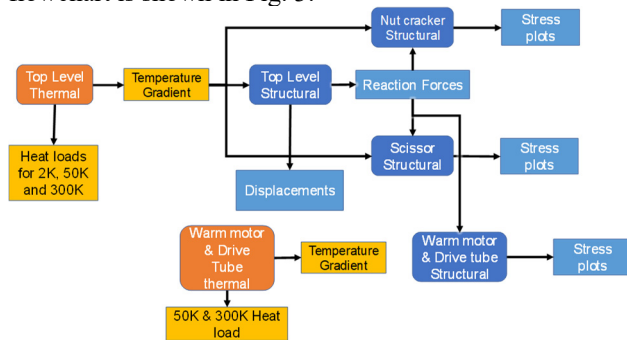 flowchart is shown in Fig. 3.
Nut cracker
Structural
Stress
plots
Top Level
Thermal
Temperature
Gradient
Top Level
Structural
Reaction Forces
Heat loads
for 2K, 50K
and 300K
Scissor
Structural
Stress
plots
Displacements
Warm motor
& Drive
Tube
thermal
Temperature
Gradient
Warm motor
& Drive tube
Structural
Stress
plots
50K & 300K Heat
load